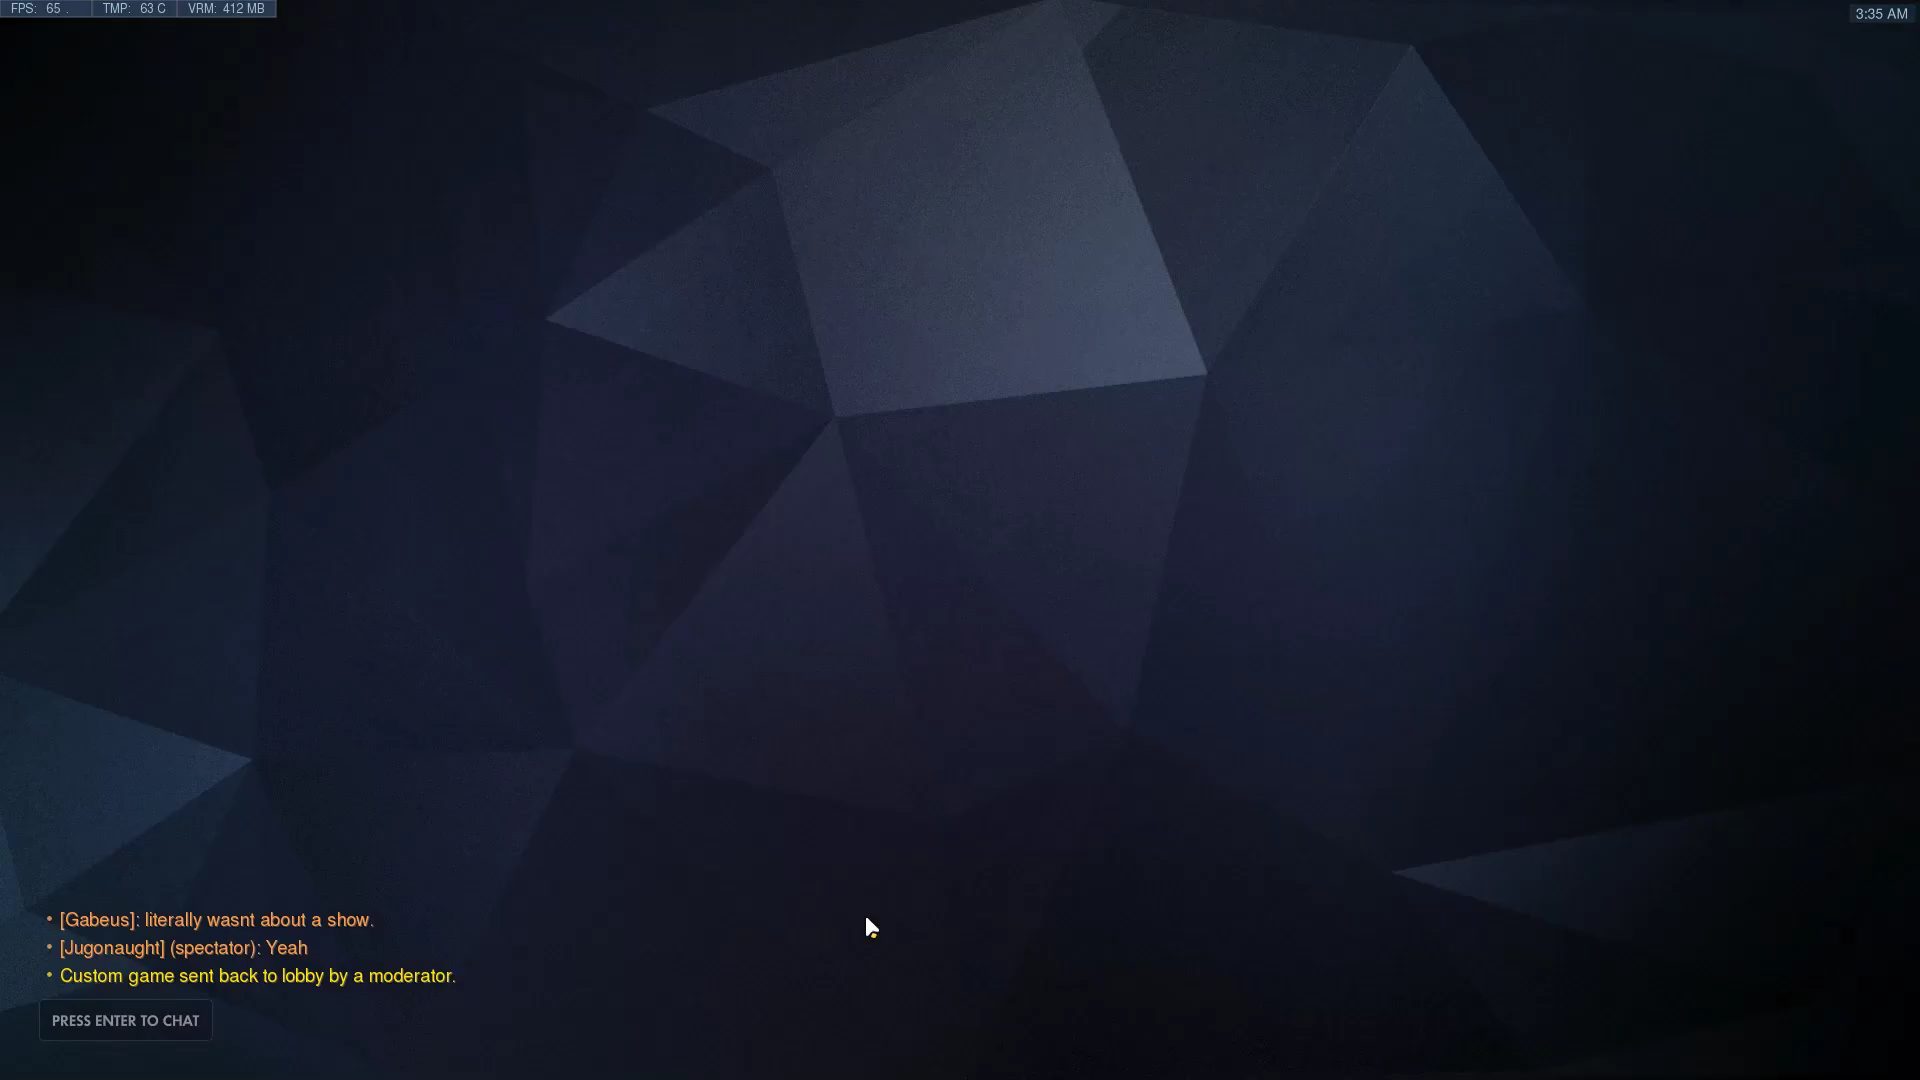 FPS: 65 . TMP: 63 C VRM: 412 MB
3:35 AM
• [Gabeus]: literally wasnt about a show.
• [Jugonaught] (spectator): Yeah
• Custom game sent back to lobby by a moderator.
PRESS ENTER TO CHAT